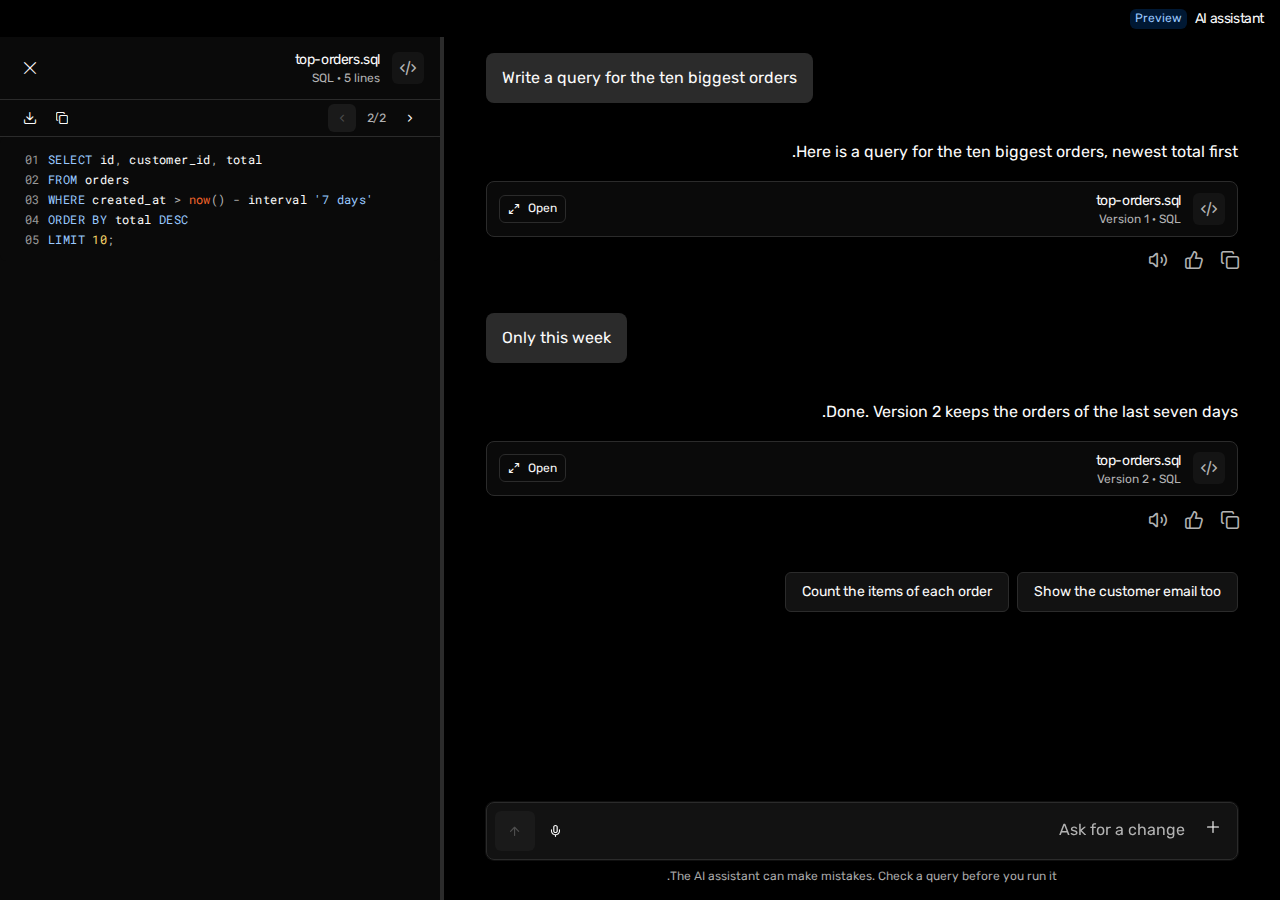 Preview AI assistant
top-orders.sql
SQL • 5 lines
2/2
01 SELECT id, customer_id, total
02 FROM orders
03 WHERE created_at > now() - interval '7 days'
04 ORDER BY total DESC
05 LIMIT 10;
Write a query for the ten biggest orders
.Here is a query for the ten biggest orders, newest total first
top-orders.sql
Version 1 • SQL
Open
Only this week
.Done. Version 2 keeps the orders of the last seven days
top-orders.sql
Version 2 • SQL
Open
Count the items of each order
Show the customer email too
Ask for a change
.The AI assistant can make mistakes. Check a query before you run it